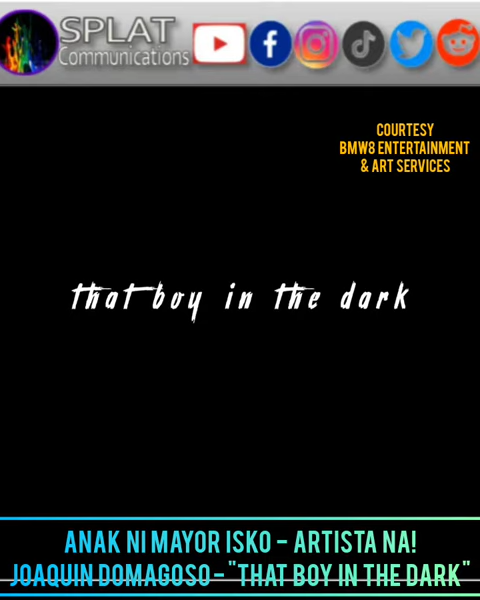 SPLAT
Communications
COURTESY
BMW8 ENTERTAINMENT
& ART SERVICES
that boy in the dark
ANAK NI MAYOR ISKO - ARTISTA NA!
JOAQUIN DOMAGOSO - "THAT BOY IN THE DARK"